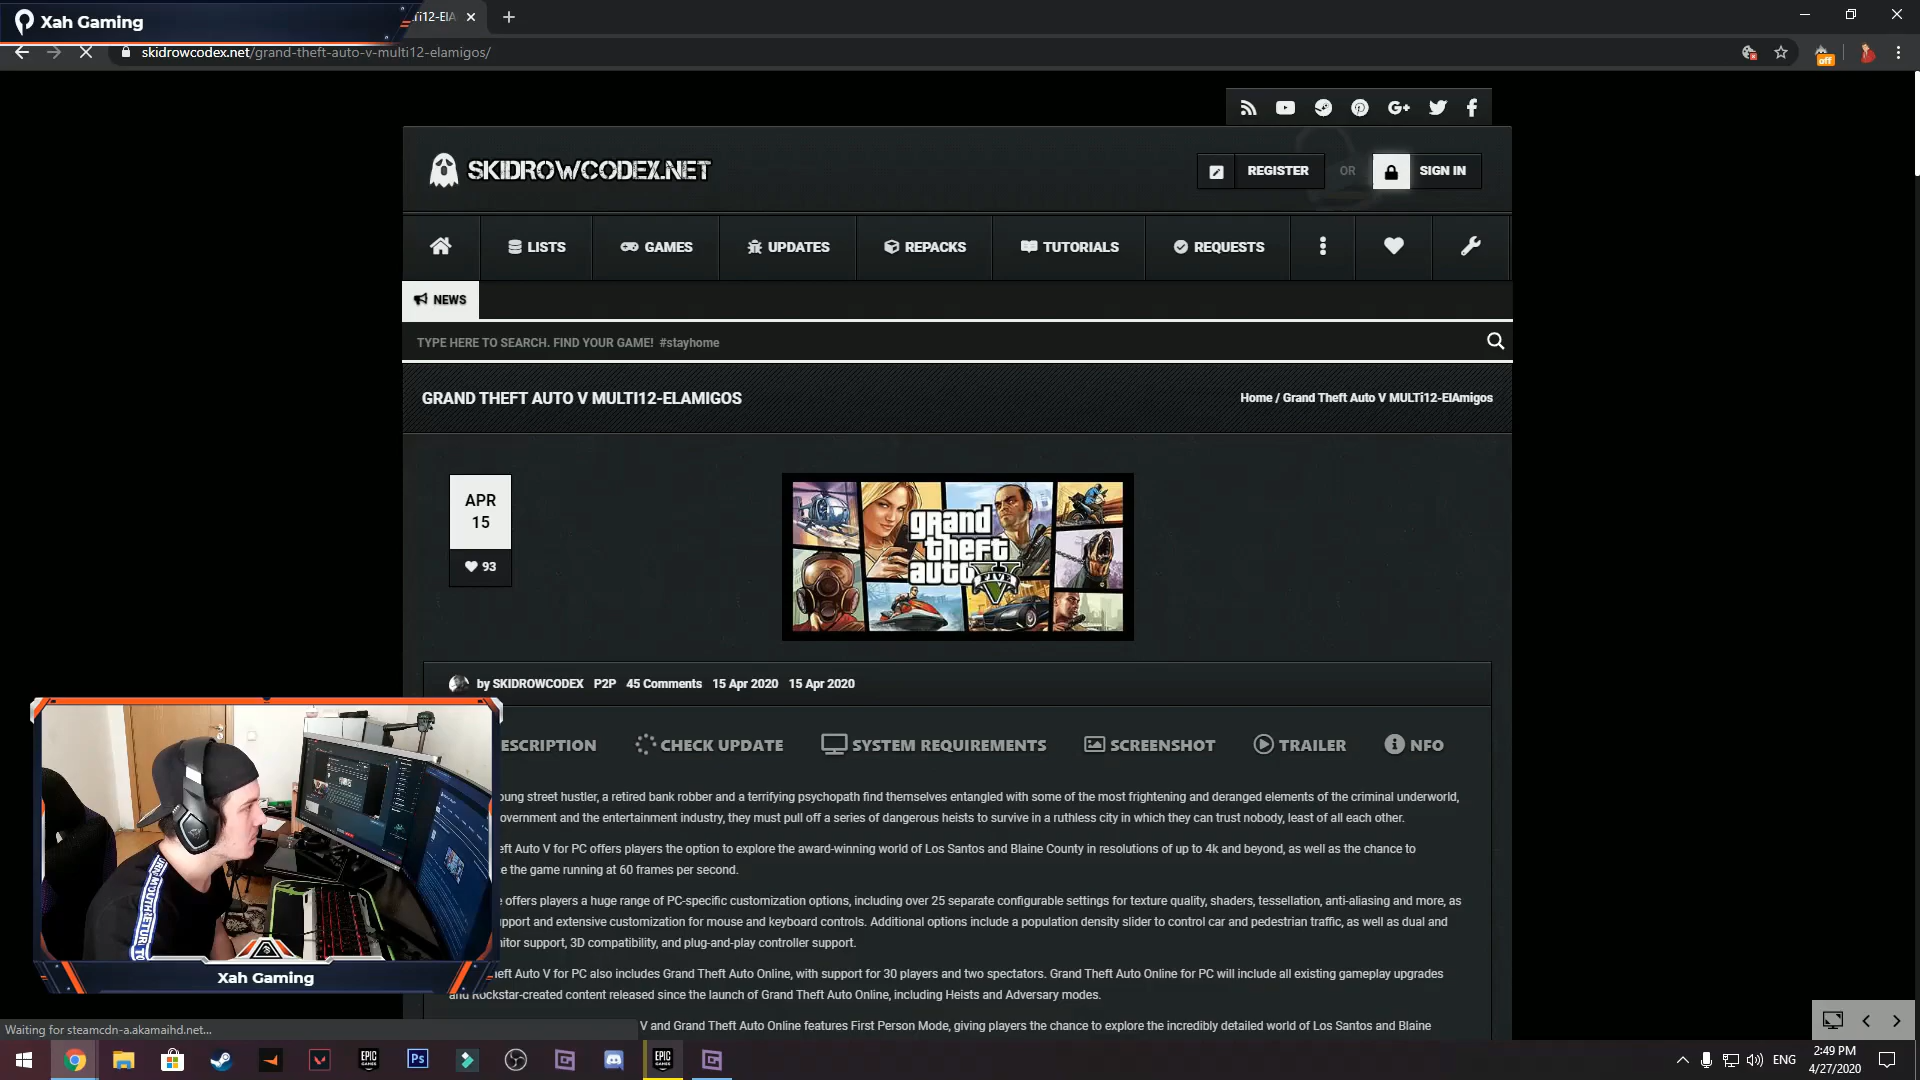 Xah Gaming
Ti12-ElA
skidrowcodex.net/grand-theft-auto-v-multi12-elamigos/
off
SKIDROWCODEX.NET
REGISTER OR SIGN IN
LISTS GAMES UPDATES REPACKS TUTORIALS REQUESTS
NEWS
TYPE HERE TO SEARCH. FIND YOUR GAME! #stayhome
GRAND THEFT AUTO V MULTI12-ELAMIGOS
Home / Grand Theft Auto V MULTi12-ElAmigos
APR
15
93
grand
theft
auto
FIVE
by SKIDROWCODEX P2P 45 Comments 15 Apr 2020 15 Apr 2020
ESCRIPTION CHECK UPDATE SYSTEM REQUIREMENTS SCREENSHOT TRAILER NFO
oung street hustler, a retired bank robber and a terrifying psychopath find themselves entangled with some of the most frightening and deranged elements of the criminal underworld,
overnment and the entertainment industry, they must pull off a series of dangerous heists to survive in a ruthless city in which they can trust nobody, least of all each other.
eft Auto V for PC offers players the option to explore the award-winning world of Los Santos and Blaine County in resolutions of up to 4k and beyond, as well as the chance to
e the game running at 60 frames per second.
e offers players a huge range of PC-specific customization options, including over 25 separate configurable settings for texture quality, shaders, tessellation, anti-aliasing and more, as
pport and extensive customization for mouse and keyboard controls. Additional options include a population density slider to control car and pedestrian traffic, as well as dual and
nitor support, 3D compatibility, and plug-and-play controller support.
eft Auto V for PC also includes Grand Theft Auto Online, with support for 30 players and two spectators. Grand Theft Auto Online for PC will include all existing gameplay upgrades
and Rockstar-created content released since the launch of Grand Theft Auto Online, including Heists and Adversary modes.
V and Grand Theft Auto Online features First Person Mode, giving players the chance to explore the incredibly detailed world of Los Santos and Blaine
Xah Gaming
Waiting for steamcdn-a.akamaihd.net...
EPIC GAMES
Ps
EPIC GAMES
ENG
2:49 PM
4/27/2020